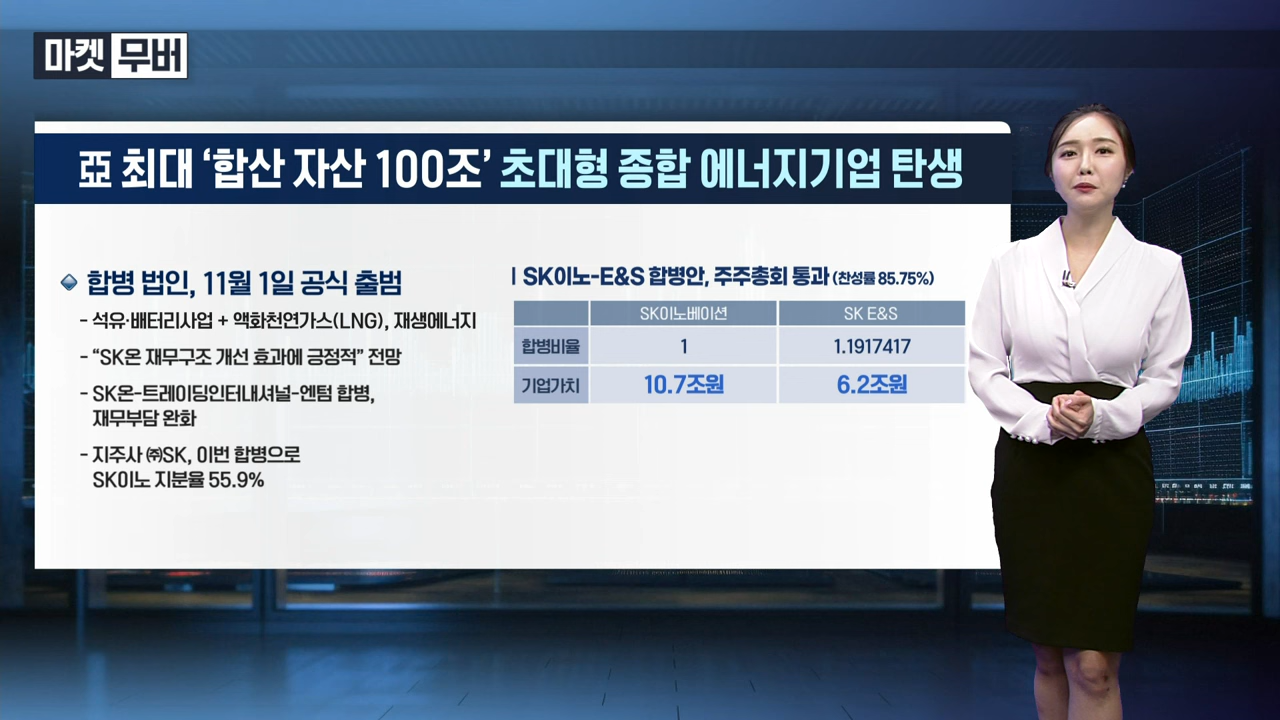 마켓무버
亞 최대 ‘합산 자산 100조’ 초대형 종합 에너지기업 탄생
합병 법인, 11월 1일 공식 출범
- 석유·배터리사업 + 액화천연가스(LNG), 재생에너지
- “SK온 재무구조 개선 효과에 긍정적” 전망
- SK온-트레이딩인터내셔널-엔텀 합병,
재무부담 완화
- 지주사 ㈜SK, 이번 합병으로
SK이노 지분율 55.9%
SK이노-E&S 합병안, 주주총회 통과 (찬성률 85.75%)
SK이노베이션 SK E&S
합병비율 1 1.1917417
기업가치 10.7조원 6.2조원